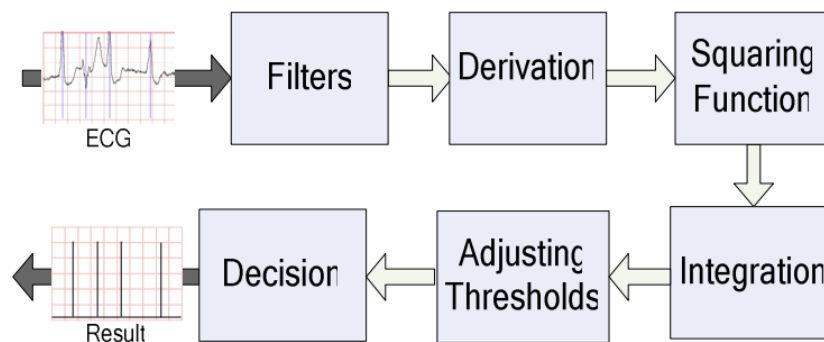 ECG
Filters
Derivation
Squaring
Function
Integration
Adjusting
Thresholds
Decision
Result